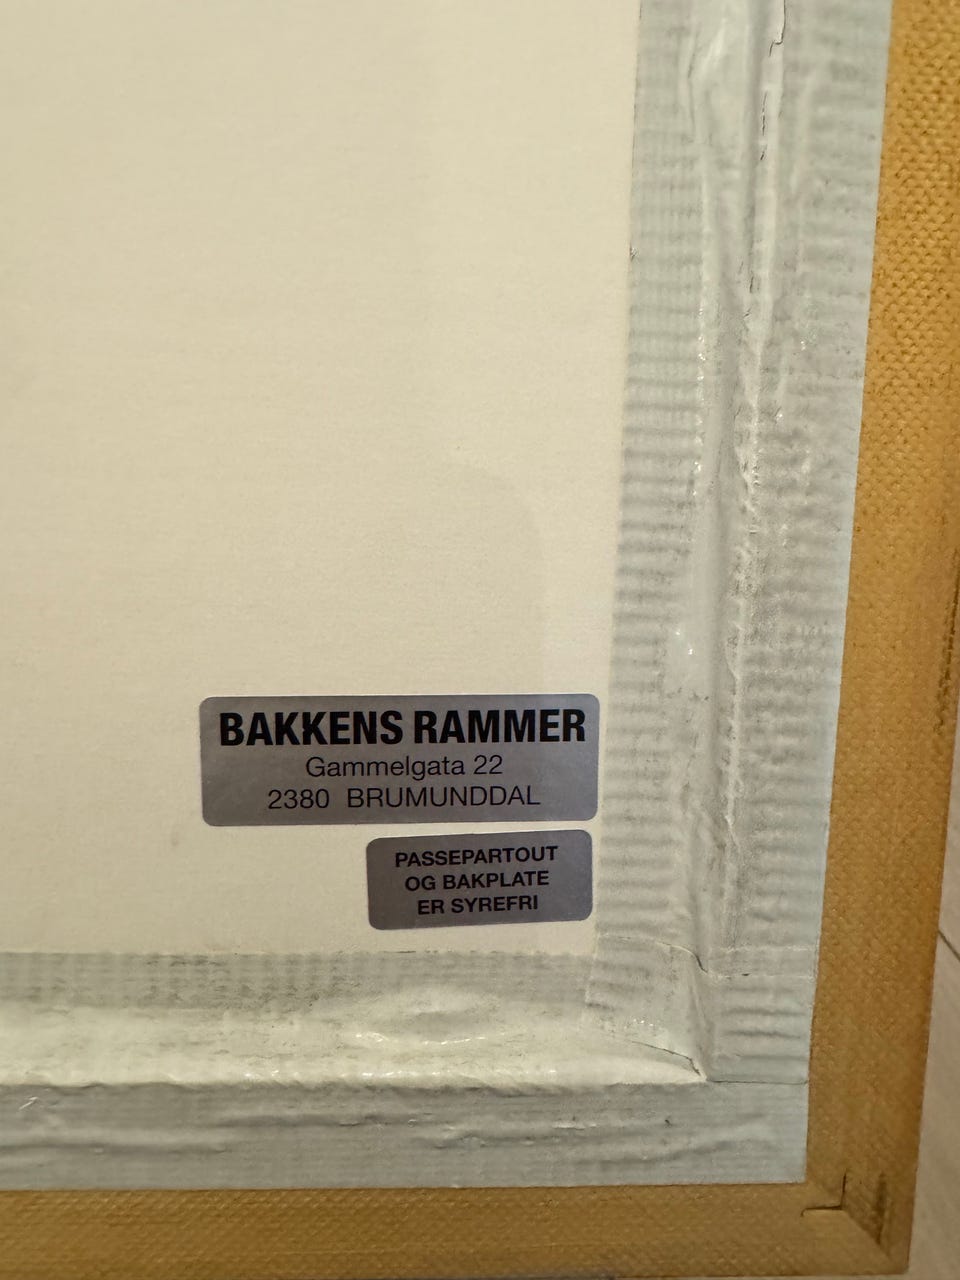 BAKKENS RAMMER
Gammelgata 22
2380 BRUMUNDDAL
PASSEPARTOUT
OG BAKPLATE
ER SYREFRI